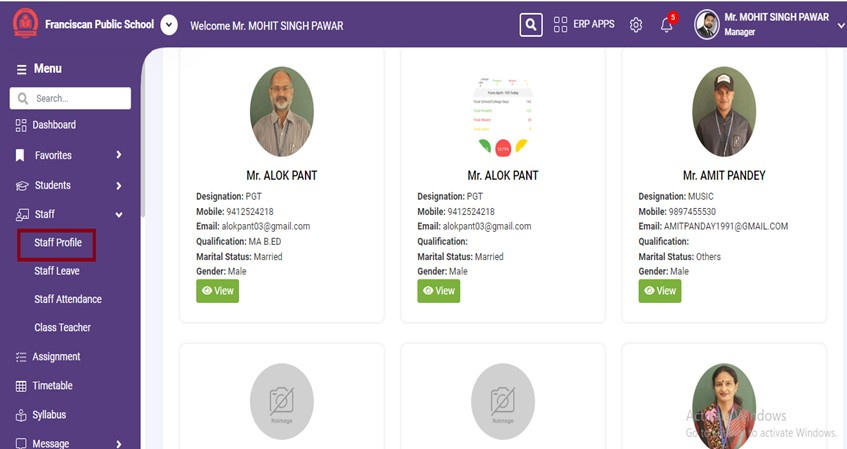 Franciscan Public School
Welcome Mr. MOHIT SINGH PAWAR
ERP APPS
5
Mr. MOHIT SINGH PAWAR
Manager
Menu
Search...
Dashboard
Favorites
Students
Staff
Staff Profile
Staff Leave
Staff Attendance
Class Teacher
Assignment
Timetable
Syllabus
Message
Mr. ALOK PANT
Designation: PGT
Mobile: 9412524218
Email: alokpant03@gmail.com
Qualification: MA B.ED
Marital Status: Married
Gender: Male
View
Mr. ALOK PANT
Designation: PGT
Mobile: 9412524218
Email: alokpant03@gmail.com
Qualification:
Marital Status: Married
Gender: Male
View
Mr. AMIT PANDEY
Designation: MUSIC
Mobile: 9897455530
Email: AMITPANDAY1991@GMAIL.COM
Qualification:
Marital Status: Others
Gender: Male
View
Noimage
Noimage
to activate Windows.